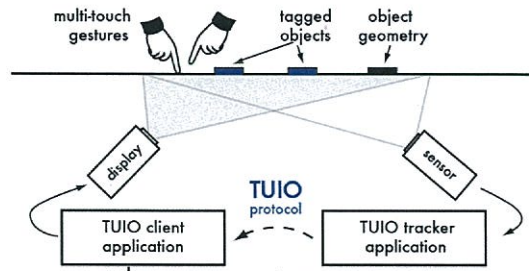 multi-touch
gestures
tagged
objects
object
geometry
display
sensor
TUIO
protocol
TUIO client
application
TUIO tracker
application